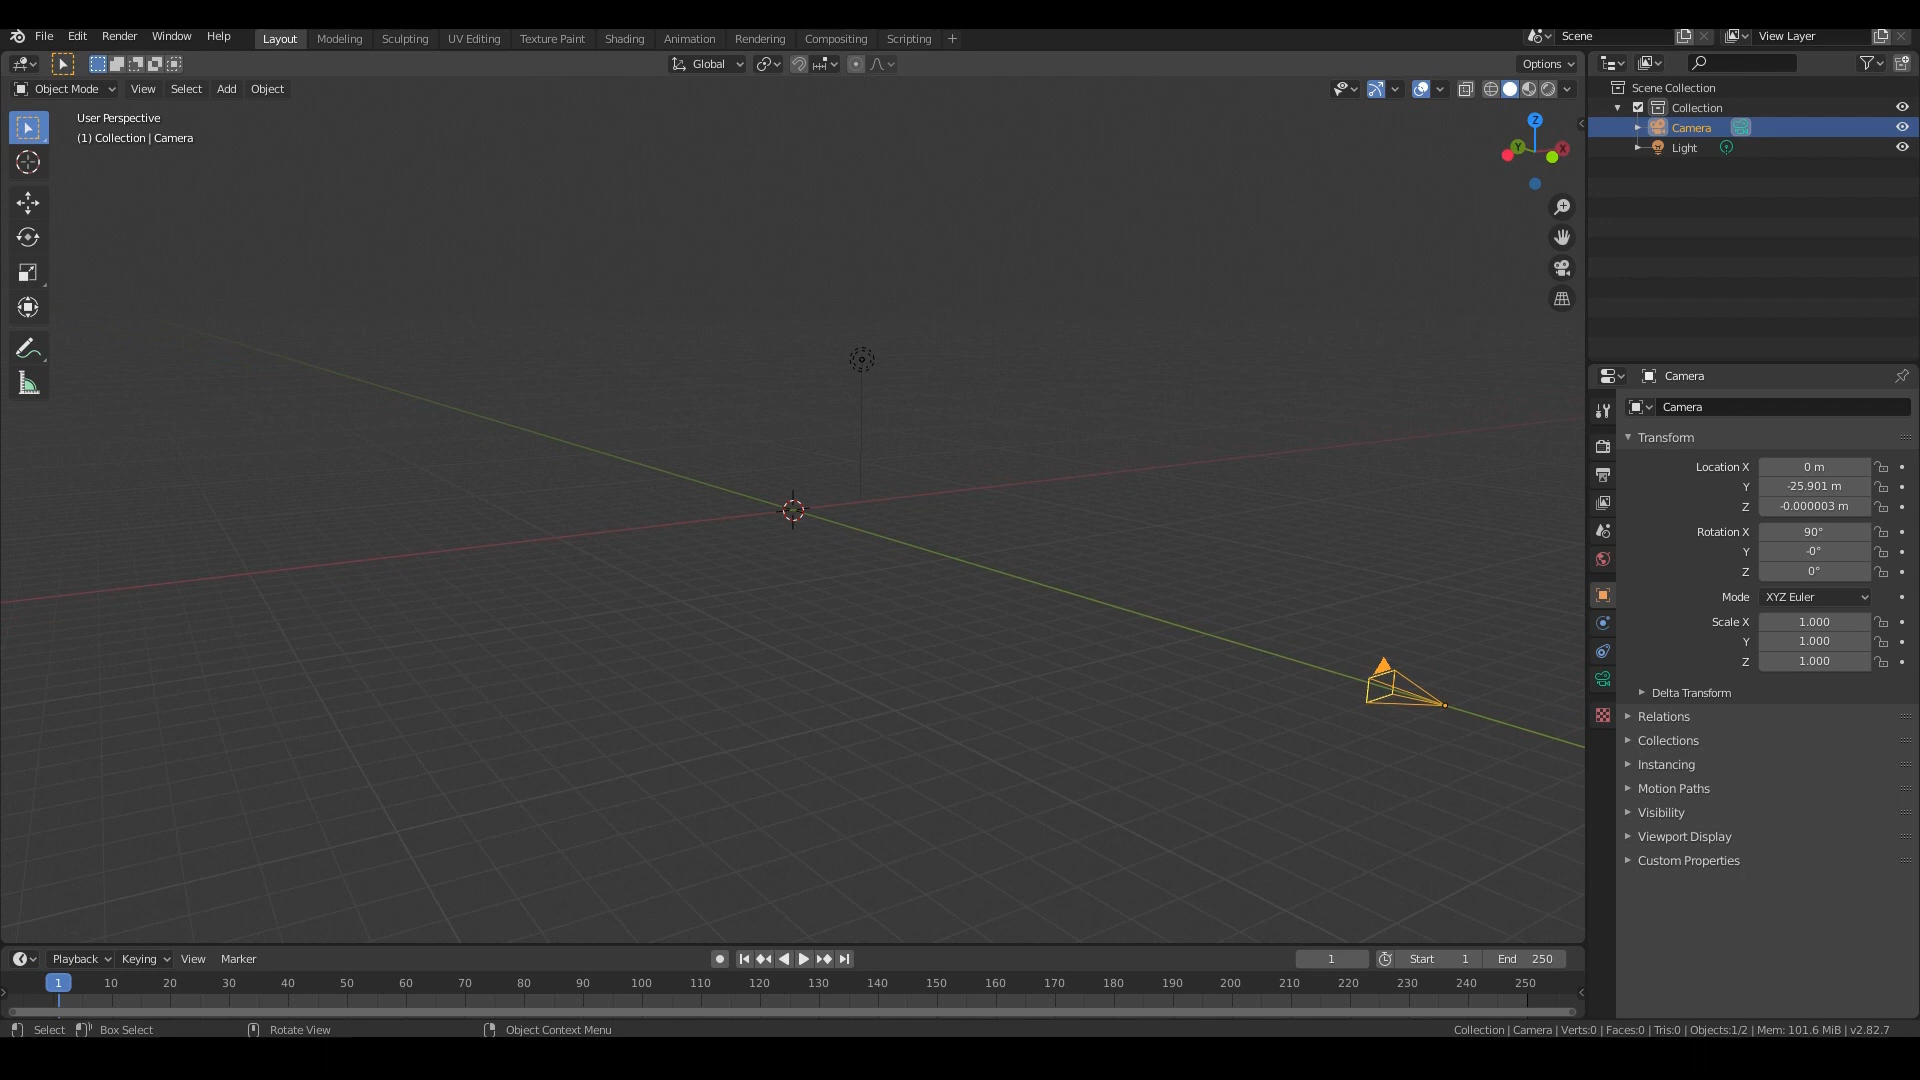 File Edit Render Window Help Layout Modeling Sculpting UV Editing Texture Paint Shading Animation Rendering Compositing Scripting + Scene View Layer
Global Options
Object Mode View Select Add Object
User Perspective
(1) Collection | Camera
Z
Y X
Scene Collection
Collection
Camera
Light
Camera
Camera
Transform
Location X 0 m
Y -25.901 m
Z -0.000003 m
Rotation X 90°
Y -0°
Z 0°
Mode XYZ Euler
Scale X 1.000
Y 1.000
Z 1.000
Delta Transform
Relations
Collections
Instancing
Motion Paths
Visibility
Viewport Display
Custom Properties
Playback Keying View Marker 1 Start 1 End 250
1 10 20 30 40 50 60 70 80 90 100 110 120 130 140 150 160 170 180 190 200 210 220 230 240 250
Select Box Select Rotate View Object Context Menu Collection | Camera | Verts:0 | Faces:0 | Tris:0 | Objects:1/2 | Mem: 101.6 MiB | v2.82.7